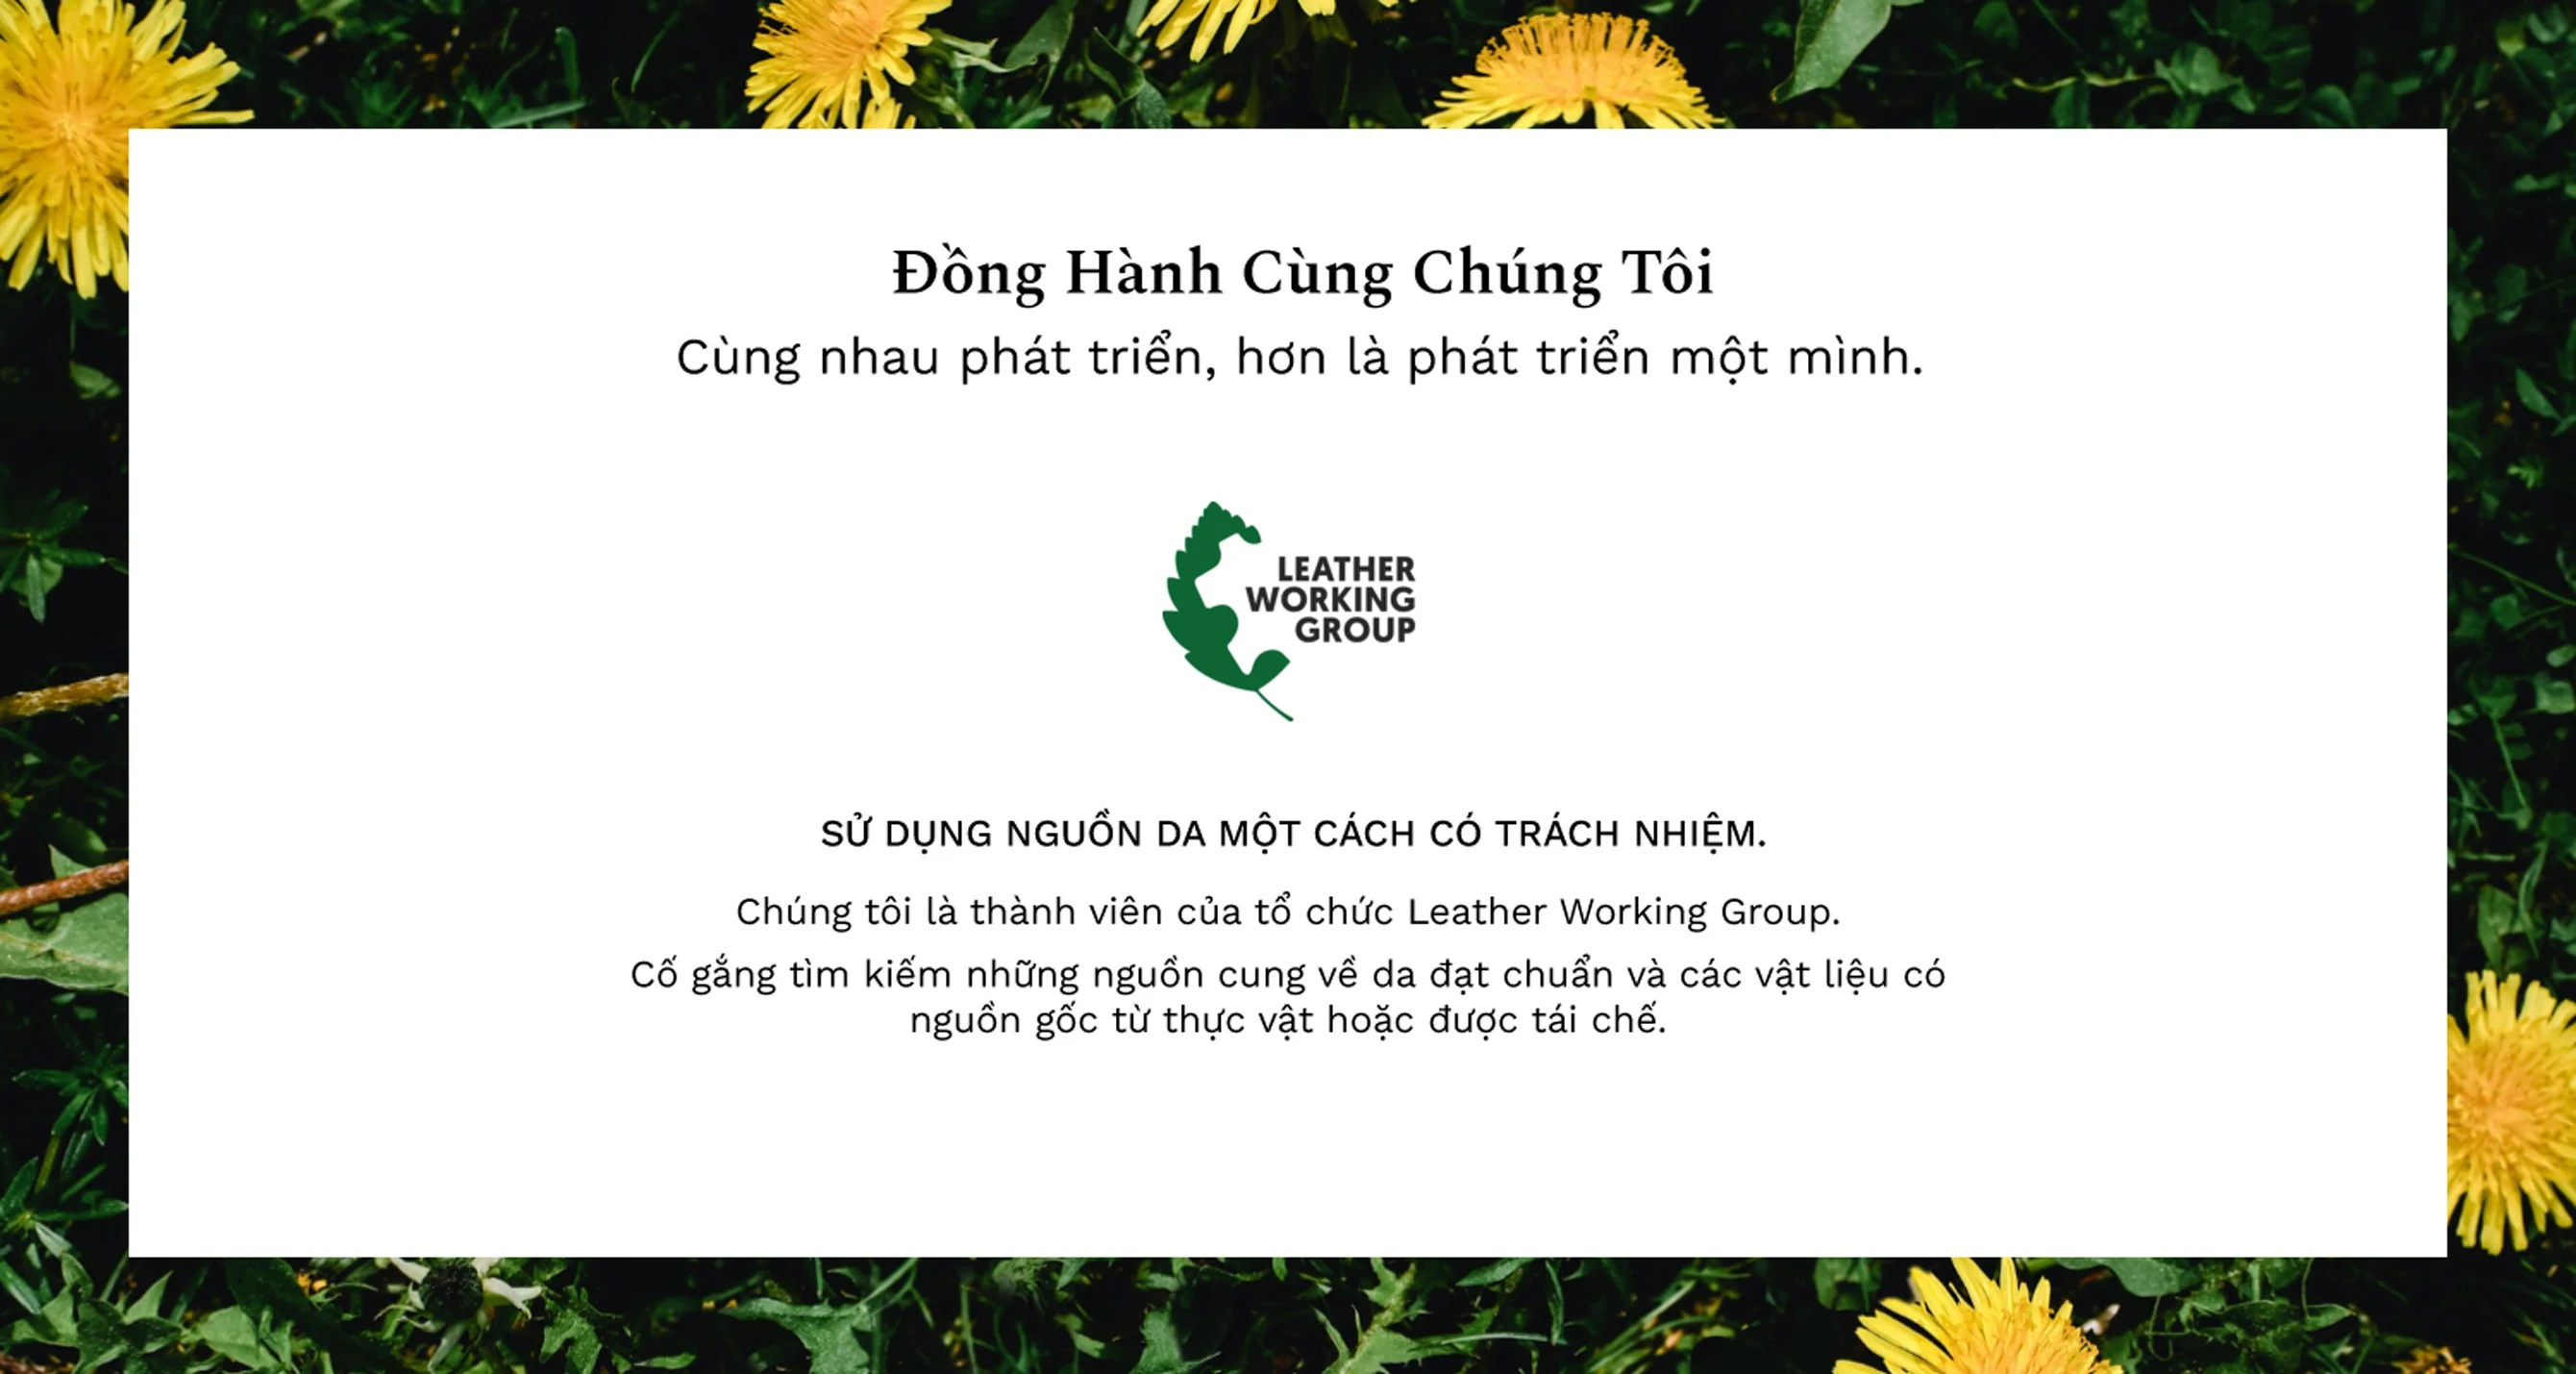 Đồng Hành Cùng Chúng Tôi
Cùng nhau phát triển, hơn là phát triển một mình.
LEATHER
WORKING
GROUP
SỬ DỤNG NGUỒN DA MỘT CÁCH CÓ TRÁCH NHIỆM.
Chúng tôi là thành viên của tổ chức Leather Working Group.
Cố gắng tìm kiếm những nguồn cung về da đạt chuẩn và các vật liệu có
nguồn gốc từ thực vật hoặc được tái chế.